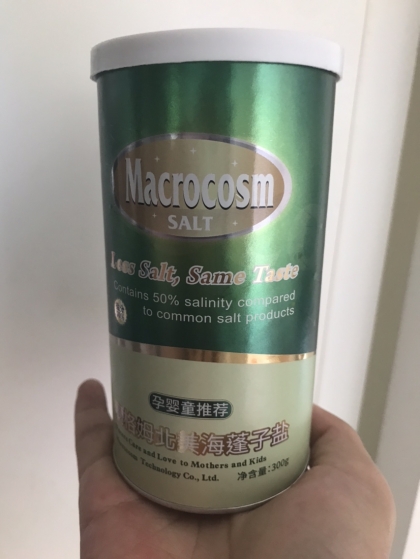 Macrocosm
SALT
Less Salt, Same Taste
Contains 50% salinity compared
to common salt products
孕婴童推荐
姆北美海蓬子盐
Care and Love to Mothers and Kids
Technology Co., Ltd.
净含量:300g